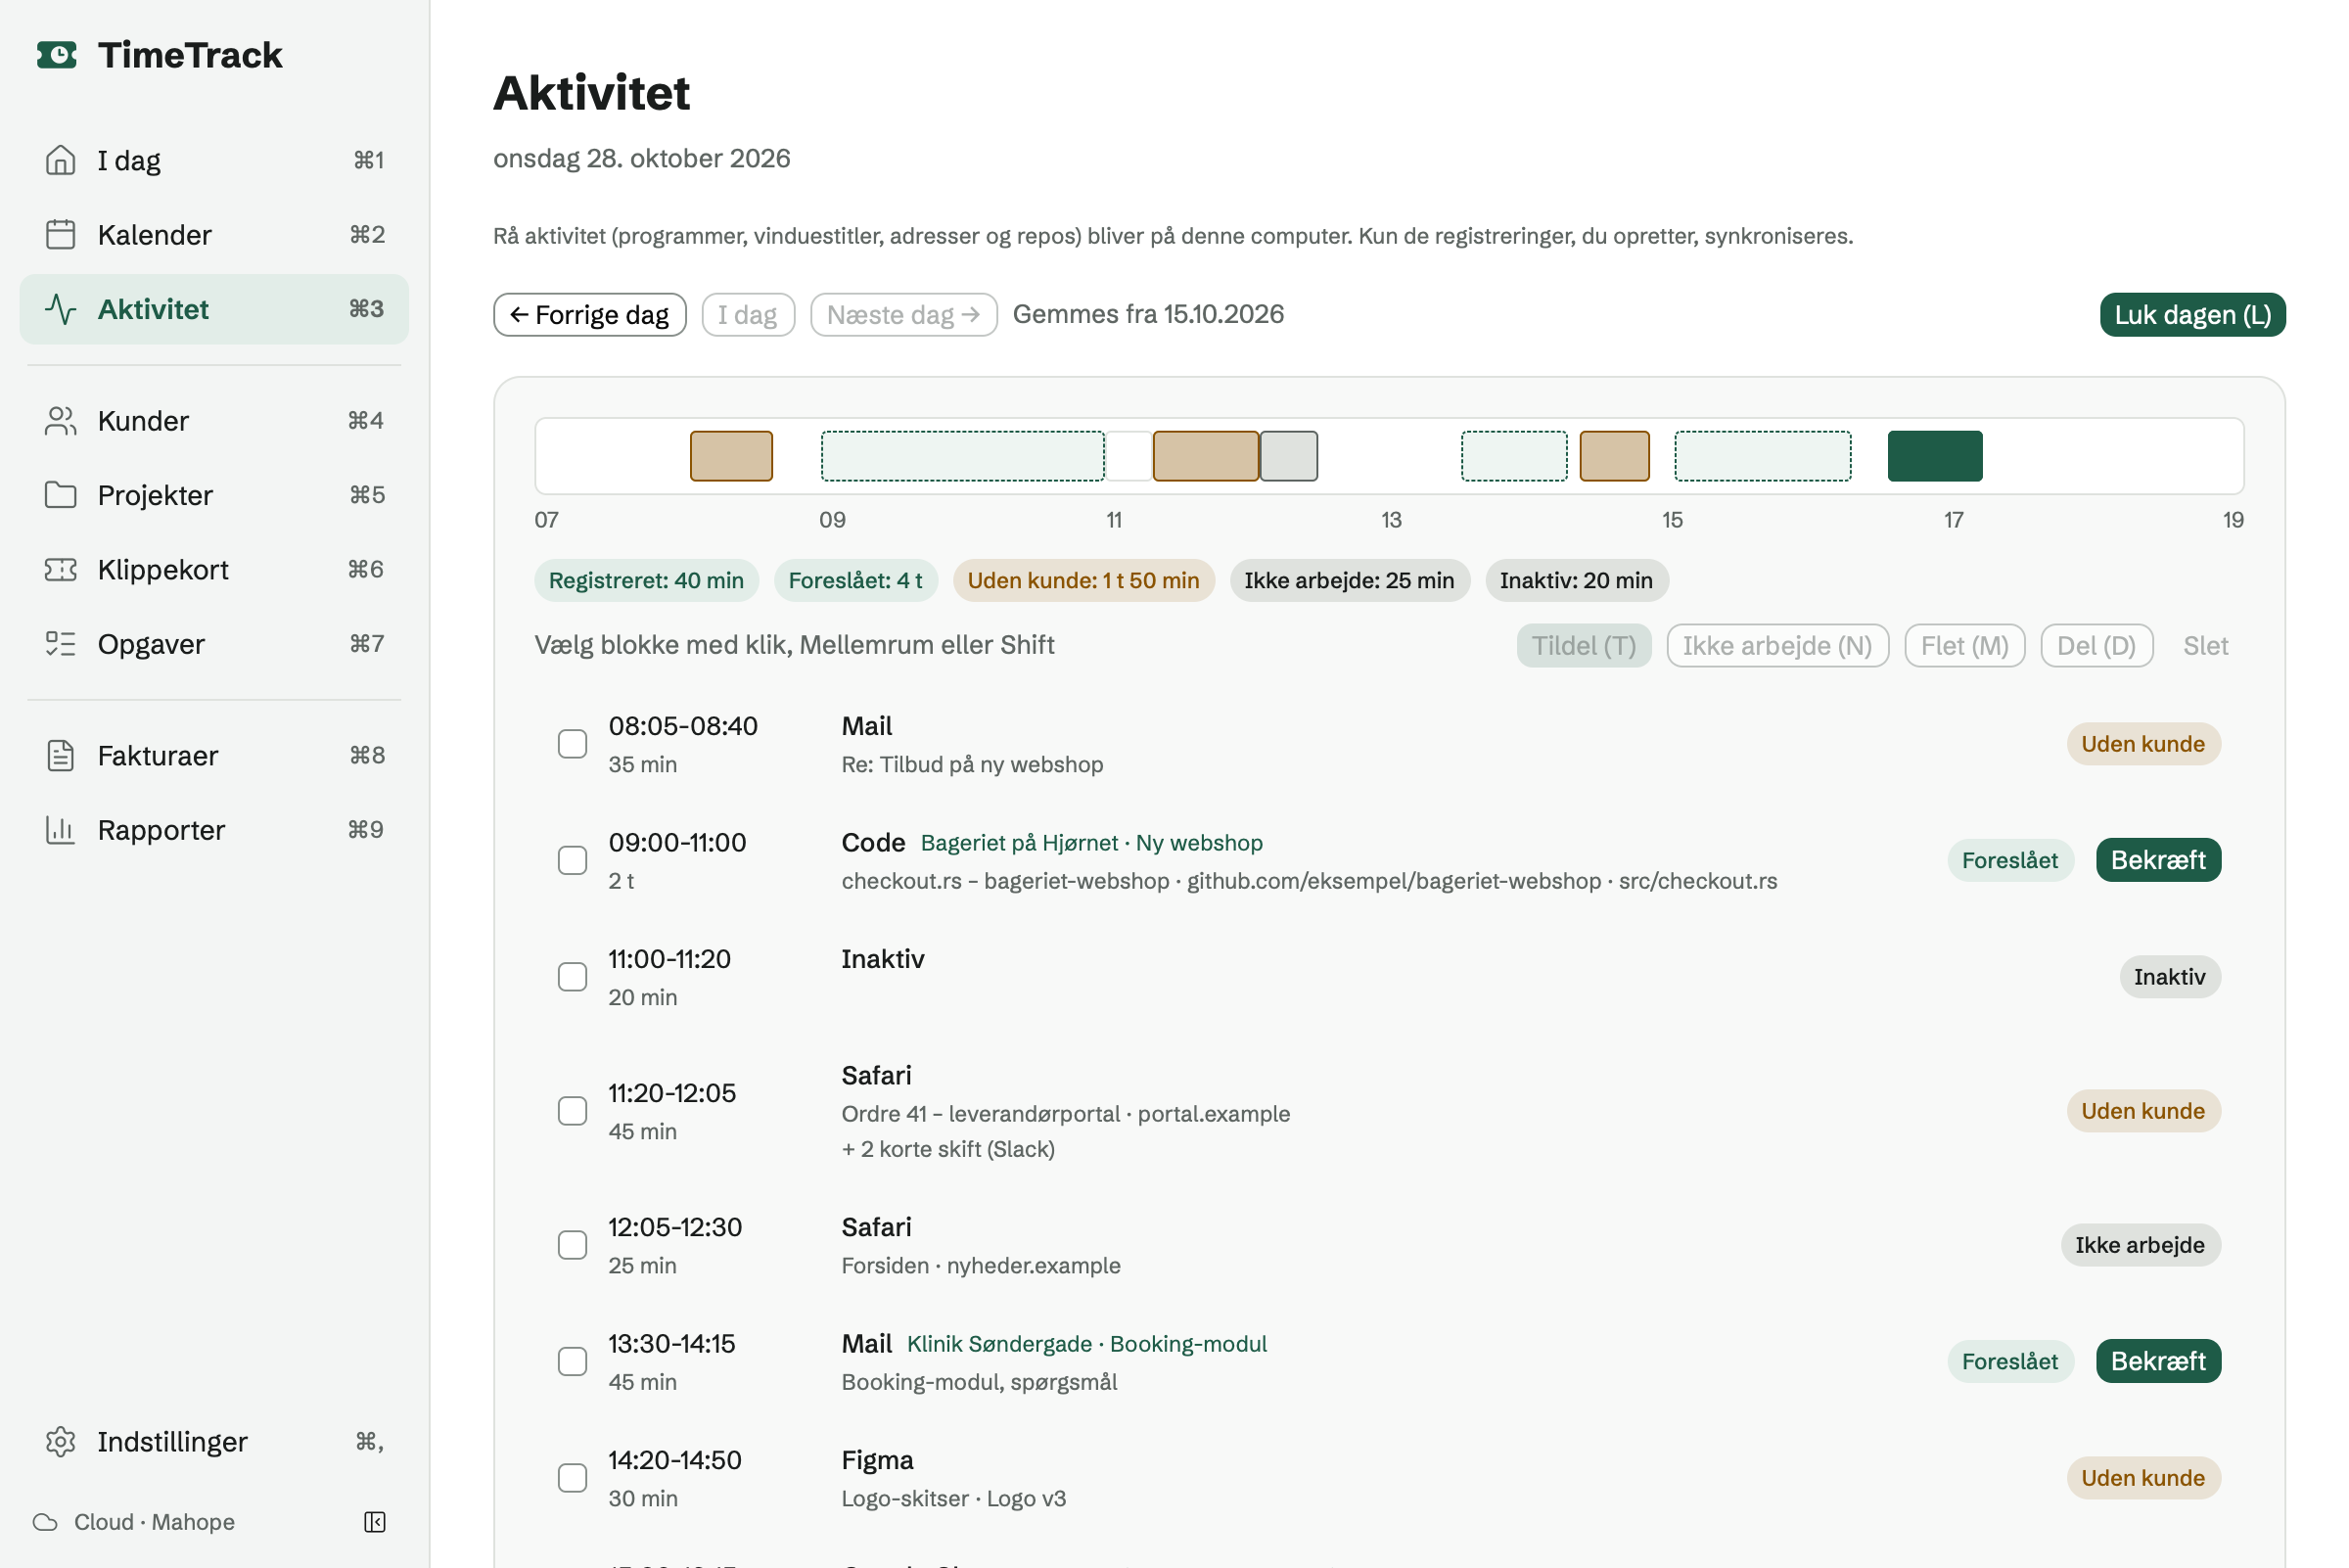 TimeTrack
I dag ⌘1
Kalender ⌘2
Aktivitet ⌘3
Kunder ⌘4
Projekter ⌘5
Klippekort ⌘6
Opgaver ⌘7
Fakturaer ⌘8
Rapporter ⌘9
Indstillinger ⌘,
Cloud · Mahope
Aktivitet
onsdag 28. oktober 2026
Rå aktivitet (programmer, vinduestitler, adresser og repos) bliver på denne computer. Kun de registreringer, du opretter, synkroniseres.
← Forrige dag I dag Næste dag → Gemmes fra 15.10.2026 Luk dagen (L)
07 09 11 13 15 17 19
Registreret: 40 min Foreslået: 4 t Uden kunde: 1 t 50 min Ikke arbejde: 25 min Inaktiv: 20 min
Vælg blokke med klik, Mellemrum eller Shift Tildel (T) Ikke arbejde (N) Flet (M) Del (D) Slet
08:05-08:40 Mail
35 min Re: Tilbud på ny webshop
Uden kunde
09:00-11:00 Code Bageriet på Hjørnet · Ny webshop
2 t checkout.rs – bageriet-webshop · github.com/eksempel/bageriet-webshop · src/checkout.rs
Foreslået Bekræft
11:00-11:20 Inaktiv
20 min
Inaktiv
11:20-12:05 Safari
45 min Ordre 41 – leverandørportal · portal.example
+ 2 korte skift (Slack)
Uden kunde
12:05-12:30 Safari
25 min Forsiden · nyheder.example
Ikke arbejde
13:30-14:15 Mail Klinik Søndergade · Booking-modul
45 min Booking-modul, spørgsmål
Foreslået Bekræft
14:20-14:50 Figma
30 min Logo-skitser · Logo v3
Uden kunde